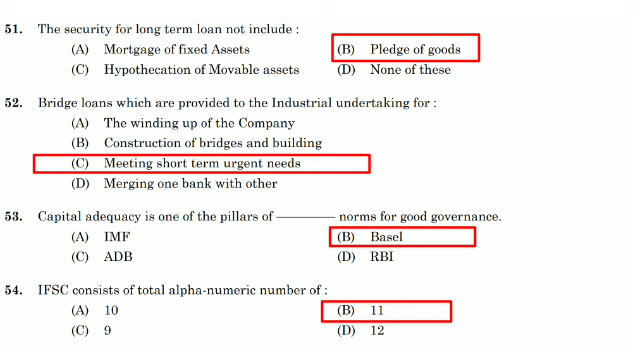 51. The security for long term loan not include :
(A) Mortgage of fixed Assets (B) Pledge of goods
(C) Hypothecation of Movable assets (D) None of these
52. Bridge loans which are provided to the Industrial undertaking for :
(A) The winding up of the Company
(B) Construction of bridges and building
(C) Meeting short term urgent needs
(D) Merging one bank with other
53. Capital adequacy is one of the pillars of ———— norms for good governance.
(A) IMF (B) Basel
(C) ADB (D) RBI
54. IFSC consists of total alpha-numeric number of :
(A) 10 (B) 11
(C) 9 (D) 12